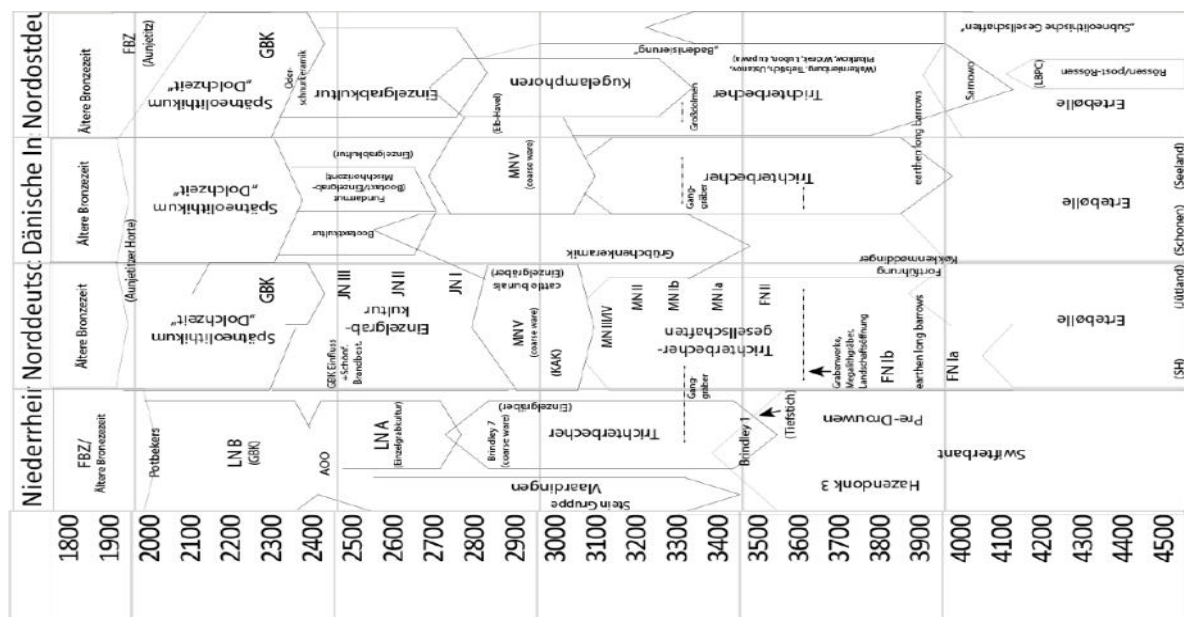 Niederrhein
Norddeutsc
Dänische In
Nordostdeu
FBZ/
Ältere Bronezezeit
Potbekers
LNB
(GBK)
AOO
LN A
(Einzelgrabkultur)
Brindley 7
(coarse ware)
(Einzelgräber)
Trichterbecher
Vlaardingen
Stein Gruppe
Brindley 1
(Tiefstich)
Pre-Drouwen
Hazendonk 3
Swifterbant
Ältere Bronzezeit
(Aunjetitzer Horte)
Spätneolithikum
„Dolchzeit“
GBK
GBK Einfluss
+ Schönf.
Brandbest.
JN III
JN II
JN I
Einzelgrab-
kultur
cattle burials
(Einzelgräber)
MNV
(coarse ware)
(KAK)
MN III/IV
MN II
MN Ib
MN Ia
FN II
Trichterbecher-
gesellschaften
Gang-
gräber
Grabenwerke,
Megalithgräber,
Landschaftsöffnung
FN Ib
earthen long barrows
FN Ia
Fortführung
Køkkenmøddinger
Ertebølle
(SH)
(Jütland)
Ältere Bronzezeit
Spätneolithikum
„Dolchzeit“
Bootaxtkultur
Fundarmut
(Bootaxt/Einzelgrab-
Mischhorizont)
(Einzelgrabkultur)
MNV
(coarse ware)
Grübchenkeramik
Gang-
gräber
Trichterbecher
earthen long barrows
Ertebølle
(Schonen)
(Seeland)
Ältere Bronzezeit
FBZ
(Aunjetitz)
Spätneolithikum
„Dolchzeit“
GBK
Oder-
schnurkeramik
Einzelgrabkultur
(Elb-Havel)
Kugelamphoren
„Badenisierung“
Großdolmen
Trichterbecher
Sarnowo
(LBPC)
Rössen/post-Rössen
„Subneolithische Gesellschaften“
Ertebølle
1800
1900
2000
2200
2300
2400
2500
2600
2700
2800
2900
3000
3100
3300
3400
3500
3600
3700
3800
3900
4000
4200
4300
4400
4500